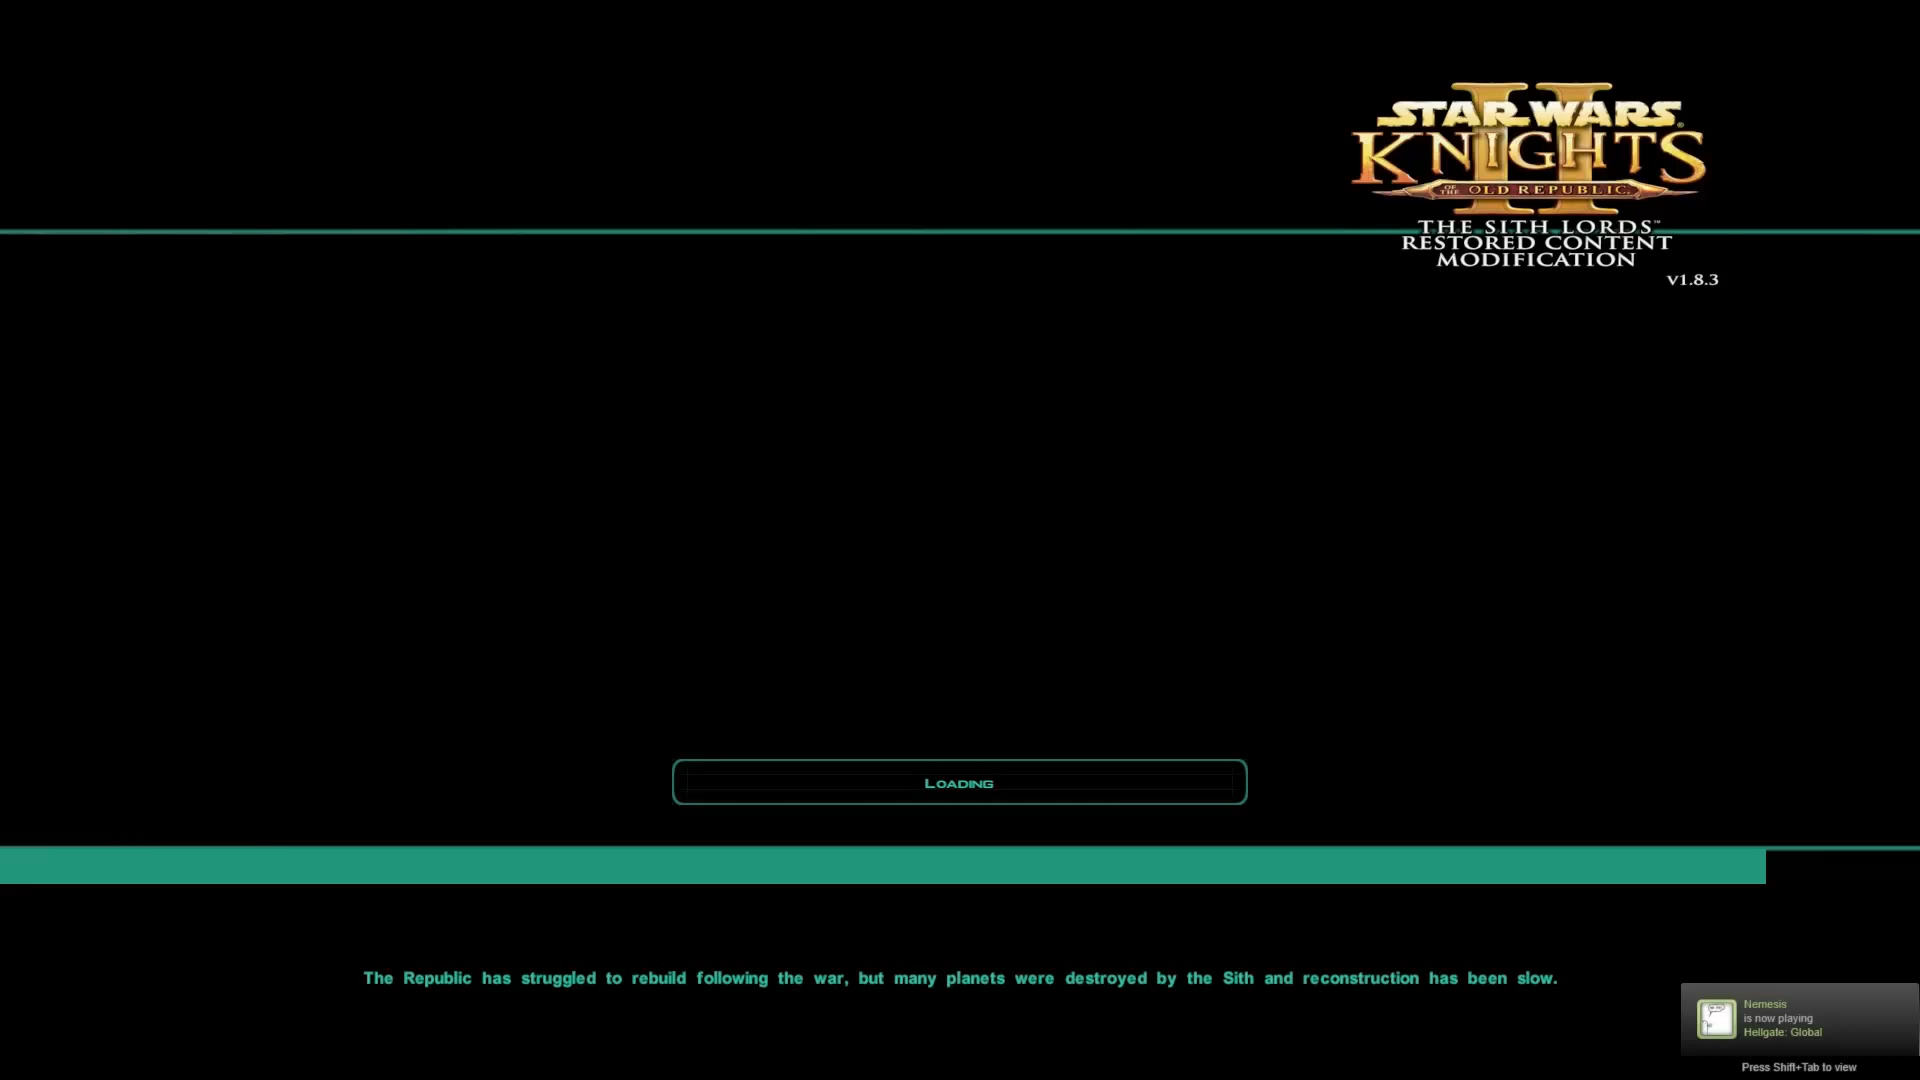 II
STAR WARS
KNIGHTS
OF THE OLD REPUBLIC
THE SITH LORDS™
RESTORED CONTENT
MODIFICATION
v1.8.3
LOADING
The Republic has struggled to rebuild following the war, but many planets were destroyed by the Sith and reconstruction has been slow.
Nemesis
is now playing
Hellgate: Global
Press Shift+Tab to view